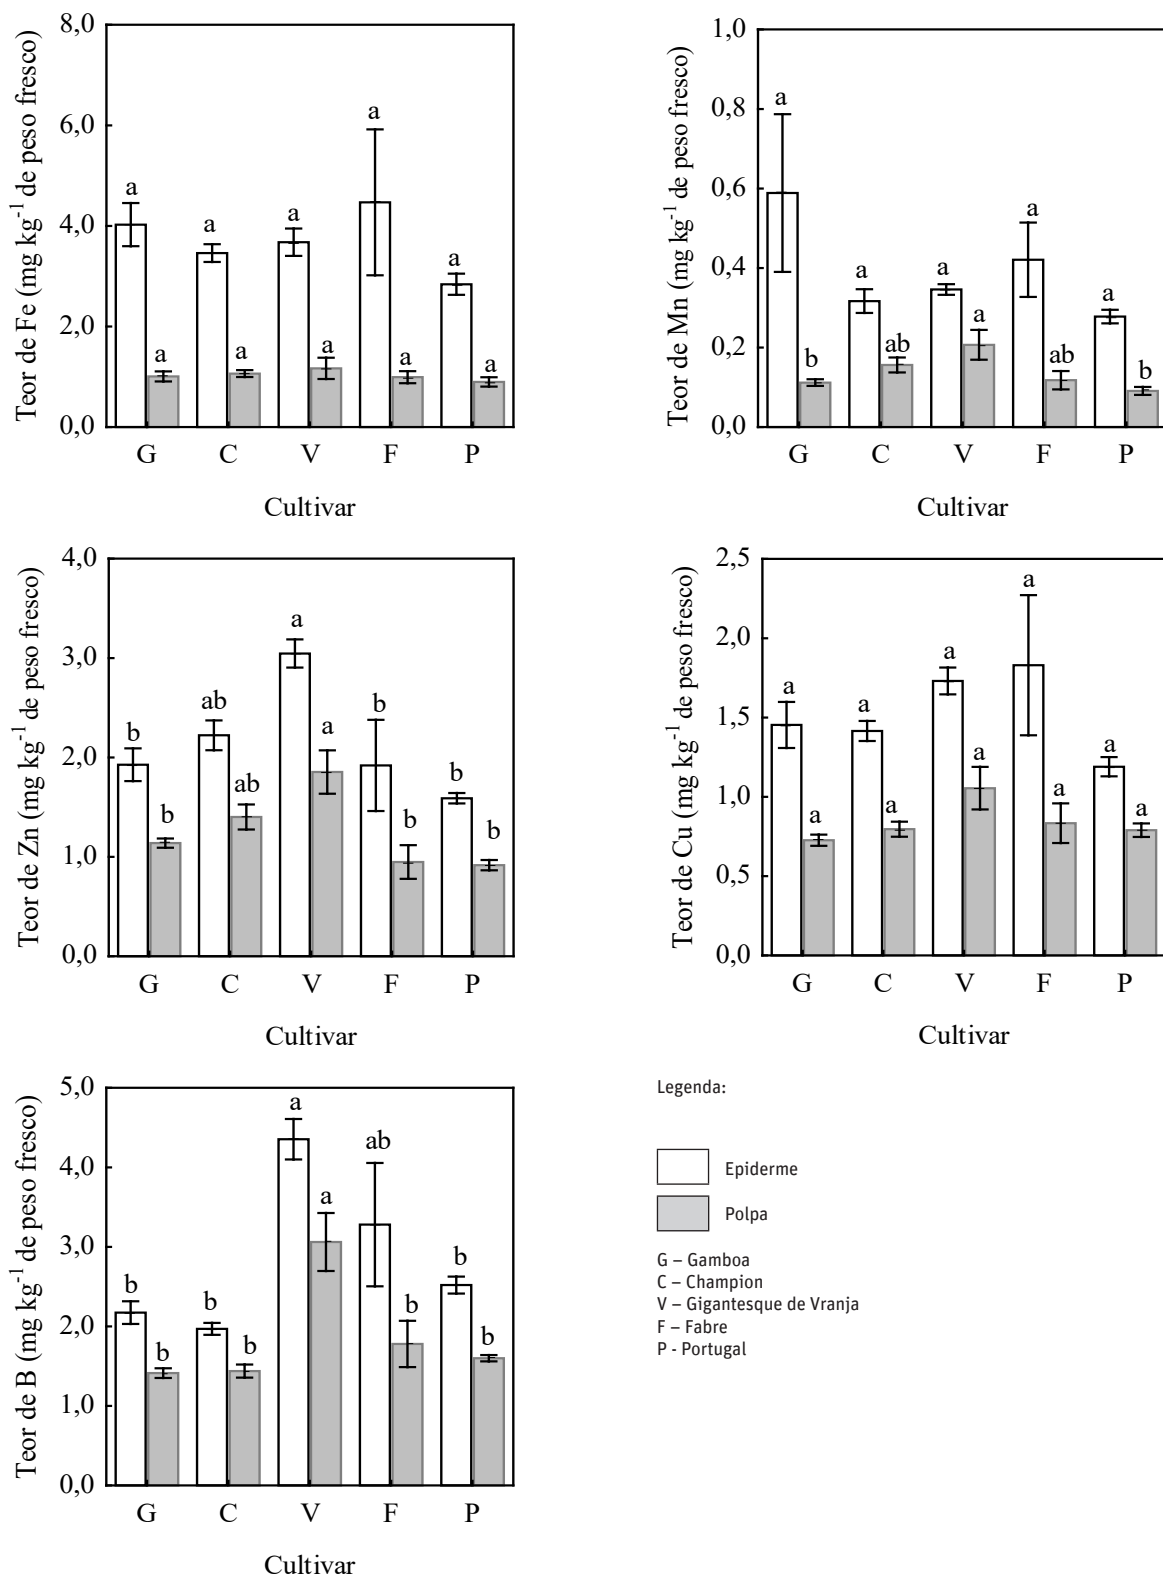 Teor de Fe (mg kg-1 de peso fresco)
8,0
6,0
4,0
2,0
0,0
a
a
a
a
a
a
a
a
a
a
G C V F P
Cultivar
Teor de Mn (mg kg-1 de peso fresco)
1,0
0,8
0,6
0,4
0,2
0,0
a
b
a
ab
a
a
a
ab
a
b
G C V F P
Cultivar
Teor de Zn (mg kg-1 de peso fresco)
4,0
3,0
2,0
1,0
0,0
b
b
ab
ab
a
a
b
b
b
b
G C V F P
Cultivar
Teor de Cu (mg kg-1 de peso fresco)
2,5
2,0
1,5
1,0
0,5
0,0
a
a
a
a
a
a
a
a
a
a
G C V F P
Cultivar
Teor de B (mg kg-1 de peso fresco)
5,0
4,0
3,0
2,0
1,0
0,0
b
b
b
b
a
a
ab
b
b
b
G C V F P
Cultivar
Legenda:
Epiderme
Polpa
G – Gamboa
C – Champion
V – Gigantesque de Vranja
F – Fabre
P - Portugal